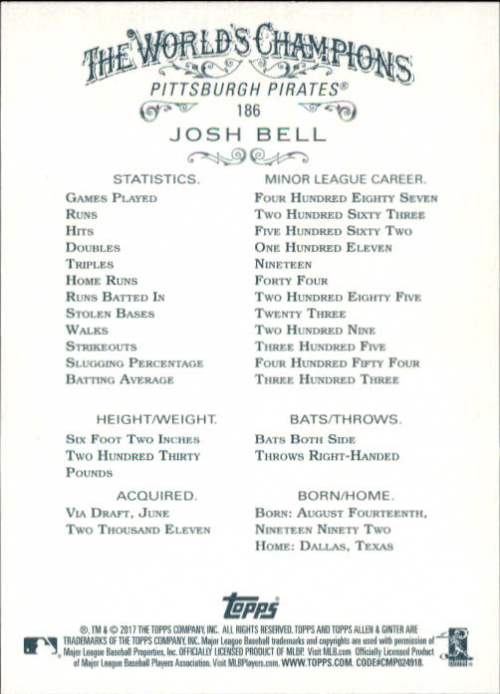 THE WORLD'S CHAMPIONS
PITTSBURGH PIRATES®
186
JOSH BELL
STATISTICS. MINOR LEAGUE CAREER.
GAMES PLAYED FOUR HUNDRED EIGHTY SEVEN
RUNS TWO HUNDRED SIXTY THREE
HITS FIVE HUNDRED SIXTY TWO
DOUBLES ONE HUNDRED ELEVEN
TRIPLES NINETEEN
HOME RUNS FORTY FOUR
RUNS BATTED IN TWO HUNDRED EIGHTY FIVE
STOLEN BASES TWENTY THREE
WALKS TWO HUNDRED NINE
STRIKEOUTS THREE HUNDRED FIVE
SLUGGING PERCENTAGE FOUR HUNDRED FIFTY FOUR
BATTING AVERAGE THREE HUNDRED THREE
HEIGHT/WEIGHT.
SIX FOOT TWO INCHES
TWO HUNDRED THIRTY
POUNDS
BATS/THROWS.
BATS BOTH SIDE
THROWS RIGHT-HANDED
ACQUIRED.
VIA DRAFT, JUNE
TWO THOUSAND ELEVEN
BORN/HOME.
BORN: AUGUST FOURTEENTH,
NINETEEN NINETY TWO
HOME: DALLAS, TEXAS
Topps
®, TM & © 2017 THE TOPPS COMPANY, INC. ALL RIGHTS RESERVED. TOPPS AND TOPPS ALLEN & GINTER ARE
TRADEMARKS OF THE TOPPS COMPANY, INC. Major League Baseball trademarks and copyrights are used with permission of
Major League Baseball Properties, Inc. OFFICIALLY LICENSED PRODUCT OF MLBP. Visit MLB.com Officially Licensed Product
of Major League Baseball Players Association. Visit MLBPlayers.com. WWW.TOPPS.COM. CODE#CMP024918.